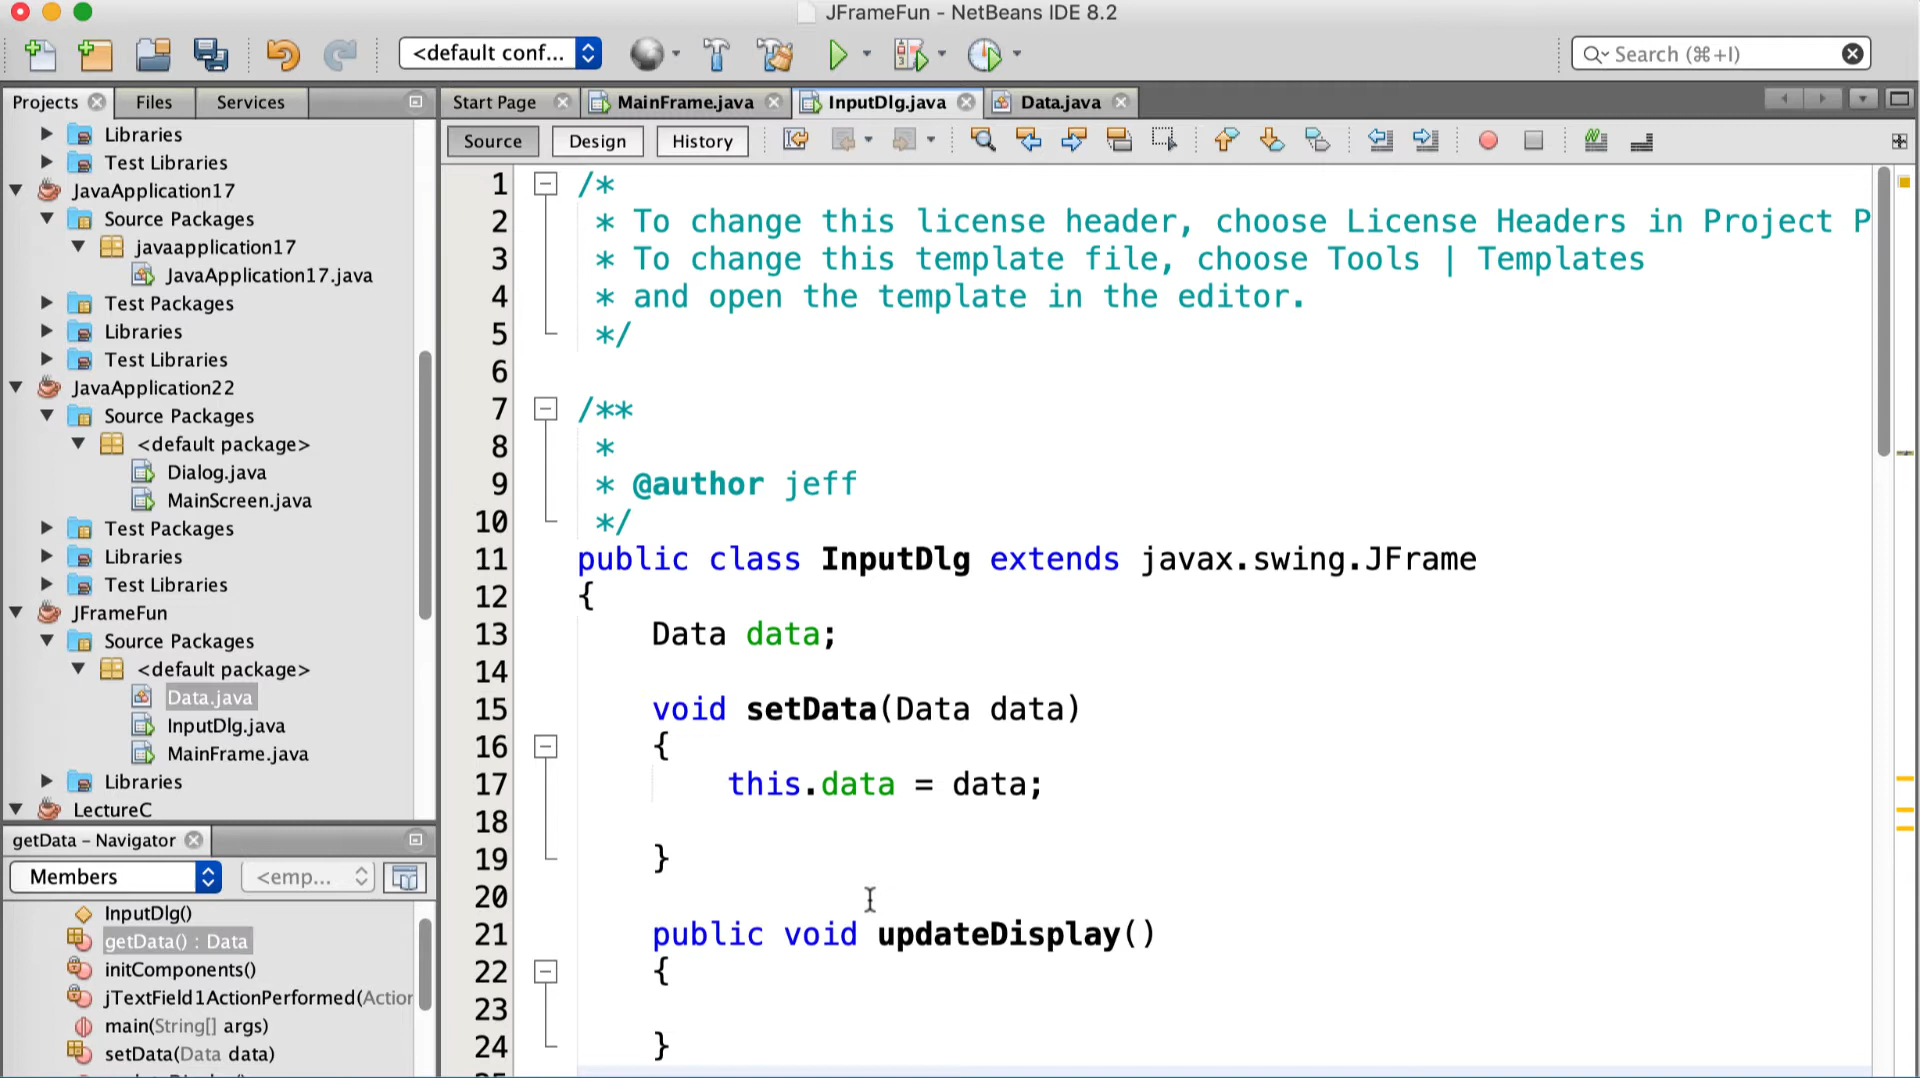 JFrameFun - NetBeans IDE 8.2
<default conf...
Search (⌘+I)
Projects
Files
Services
Start Page
MainFrame.java
InputDlg.java
Data.java
Source
Design
History
Libraries
Test Libraries
JavaApplication17
Source Packages
javaapplication17
JavaApplication17.java
Test Packages
Libraries
Test Libraries
JavaApplication22
Source Packages
<default package>
Dialog.java
MainScreen.java
Test Packages
Libraries
Test Libraries
JFrameFun
Source Packages
<default package>
Data.java
InputDlg.java
MainFrame.java
Libraries
LectureC
getData - Navigator
Members
<emp...
InputDlg()
getData() : Data
initComponents()
jTextField1ActionPerformed(Action
main(String[] args)
setData(Data data)
1 /*
2 * To change this license header, choose License Headers in Project P
3 * To change this template file, choose Tools | Templates
4 * and open the template in the editor.
5 */
6
7 /**
8 *
9 * @author jeff
10 */
11 public class InputDlg extends javax.swing.JFrame
12 {
13 Data data;
14
15 void setData(Data data)
16 {
17 this.data = data;
18
19 }
20
21 public void updateDisplay()
22 {
23
24 }